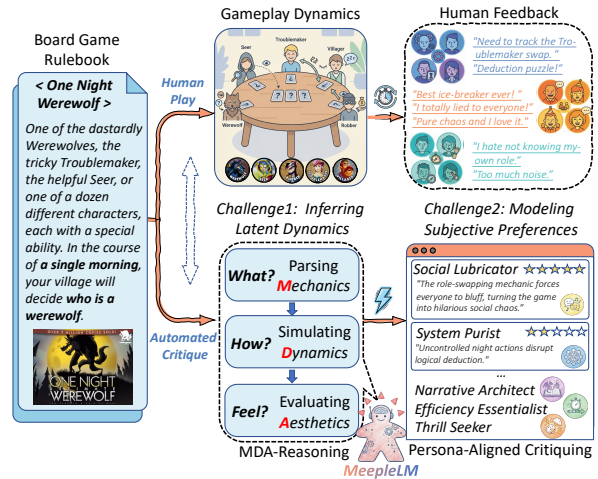 Board Game
Rulebook
< One Night
Werewolf >
One of the dastardly
Werewolves, the
tricky Troublemaker,
the helpful Seer, or
one of a dozen
different characters,
each with a special
ability. In the course
of a single morning,
your village will
decide who is a
werewolf.
ONE NIGHT
WEREWOLF
Human
Play
Automated
Critique
Gameplay Dynamics
Troublemaker
Seer
Villager
Werewolf
Robber
Human Feedback
"Need to track the Tro-
ublemaker swap. "
"Deduction puzzle!"
"Best ice-breaker ever! "
"I totally lied to everyone!"
"Pure chaos and I love it."
"I hate not knowing my-
own role."
"Too much noise."
Challenge1: Inferring
Latent Dynamics
What? Parsing
Mechanics
How? Simulating
Dynamics
Feel? Evaluating
Aesthetics
MDA-Reasoning
MeepleLM
Challenge2: Modeling
Subjective Preferences
Social Lubricator
"The role-swapping mechanic forces
everyone to bluff, turning the game
into hilarious social chaos."
System Purist
"Uncontrolled night actions disrupt
logical deduction."
...
Narrative Architect
Efficiency Essentialist
Thrill Seeker
Persona-Aligned Critiquing